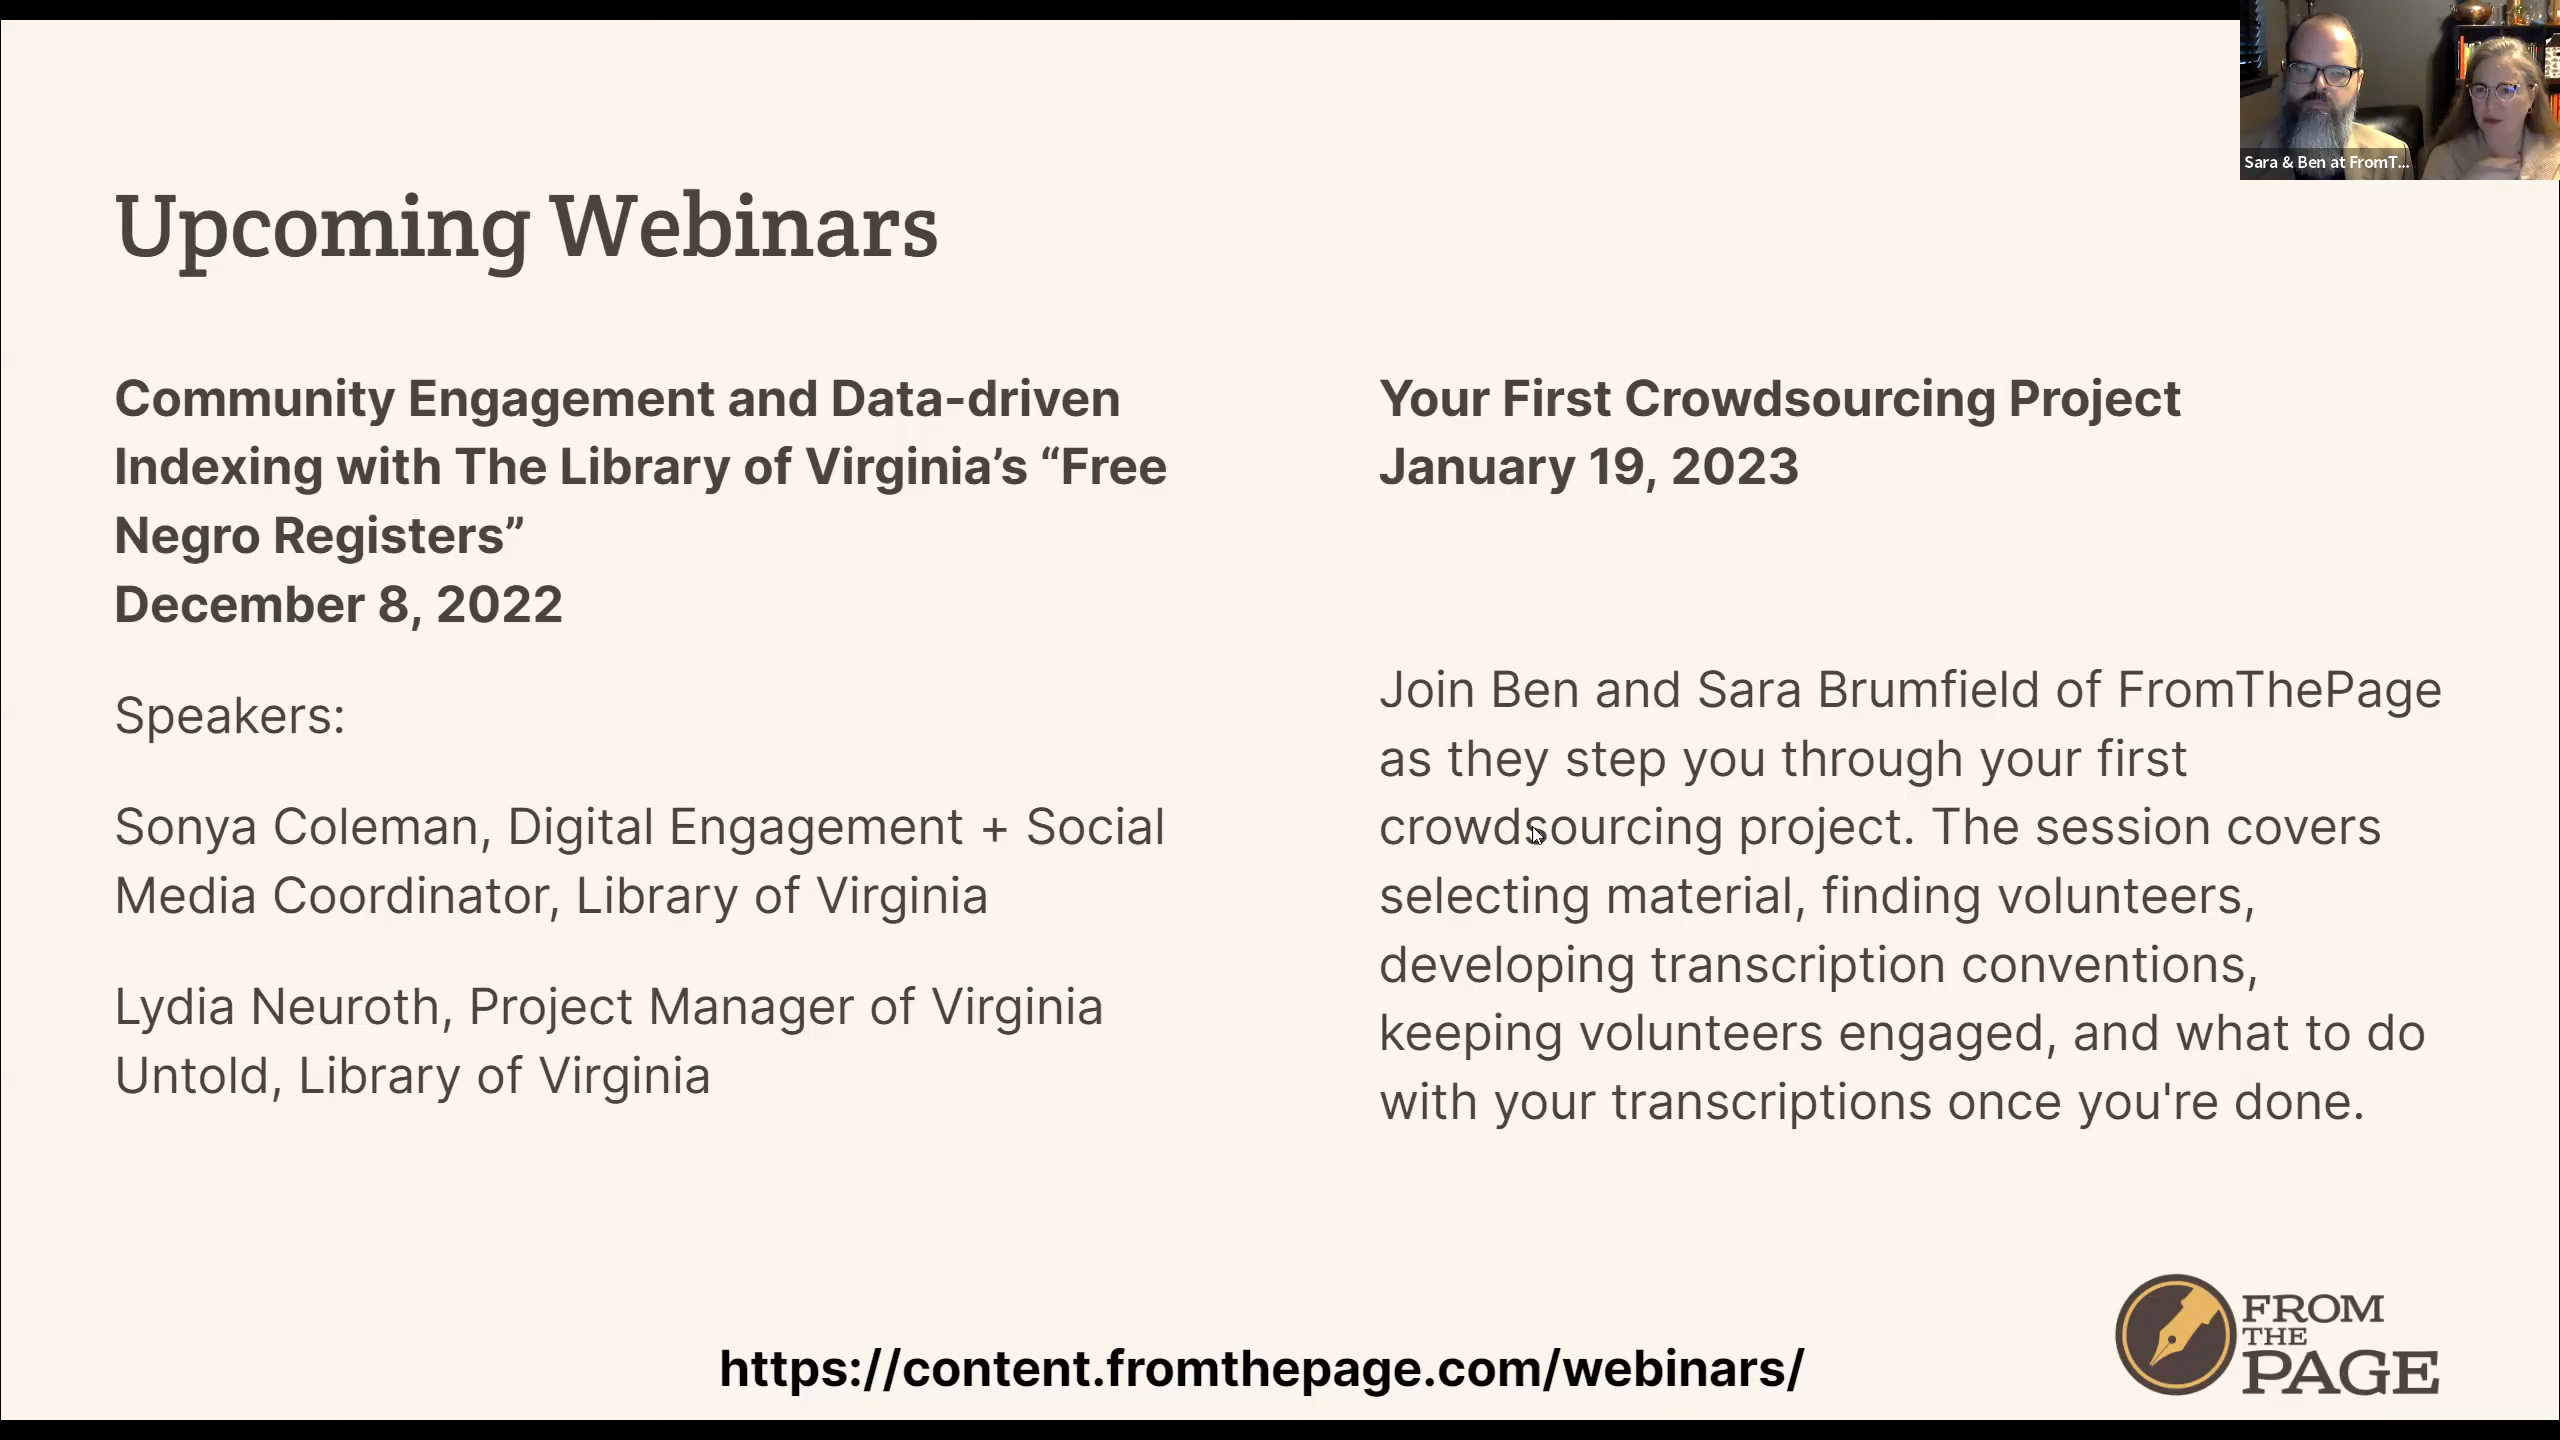 Sara & Ben at FromT...
Upcoming Webinars
Community Engagement and Data-driven
Indexing with The Library of Virginia’s “Free
Negro Registers”
December 8, 2022
Speakers:
Sonya Coleman, Digital Engagement + Social
Media Coordinator, Library of Virginia
Lydia Neuroth, Project Manager of Virginia
Untold, Library of Virginia
Your First Crowdsourcing Project
January 19, 2023
Join Ben and Sara Brumfield of FromThePage
as they step you through your first
crowdsourcing project. The session covers
selecting material, finding volunteers,
developing transcription conventions,
keeping volunteers engaged, and what to do
with your transcriptions once you're done.
https://content.fromthepage.com/webinars/
FROM
THE
PAGE